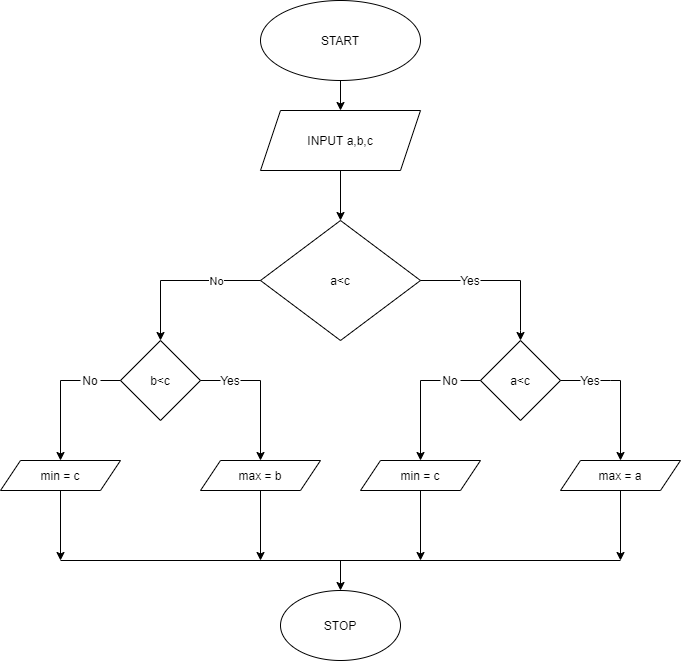 START
INPUT a,b,c
a<c
No
Yes
b<c
a<c
No
Yes
No
Yes
min = c
max = b
min = c
max = a
STOP